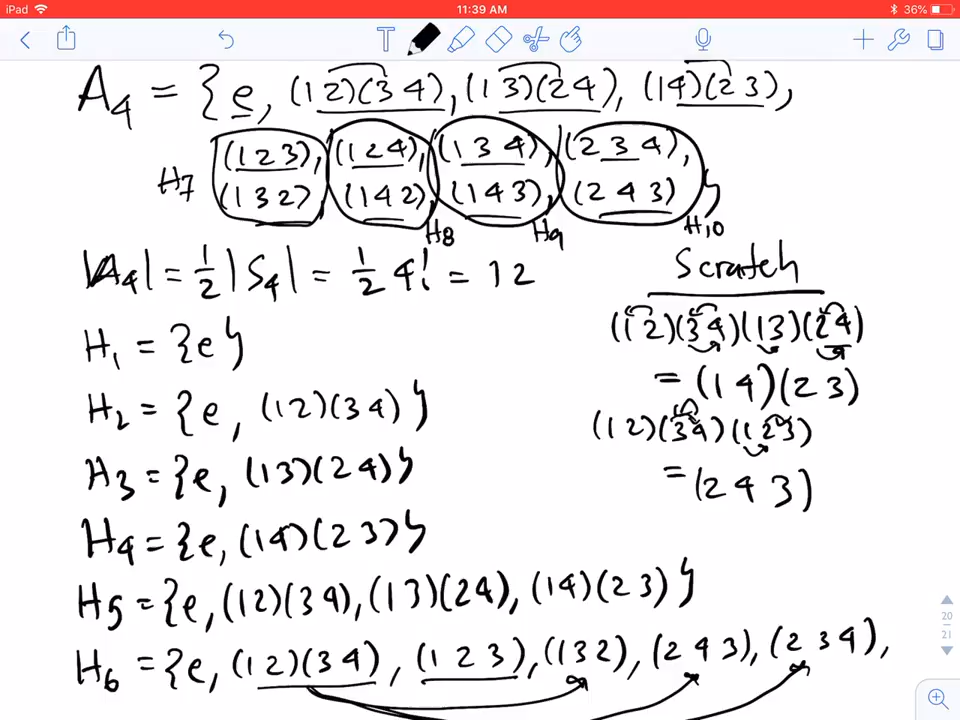 iPad 11:39 AM 36%
T
A4 = {e, (12)(34), (13)(24), (14)(23),
(123), (124), (134), (234),
H7 (132) (142), (143) (243) }
H8 H9 H10
|A4| = 1/2 |S4| = 1/2 4! = 12
Scratch
(12)(34)(13)(24)
= (14)(23)
(12)(34)(123)
= (243)
H1 = {e}
H2 = {e, (12)(34)}
H3 = {e, (13)(24)}
H4 = {e, (14)(23)}
H5 = {e, (12)(34), (13)(24), (14)(23)}
H6 = {e, (12)(34), (123), (132), (243), (234),
20
21